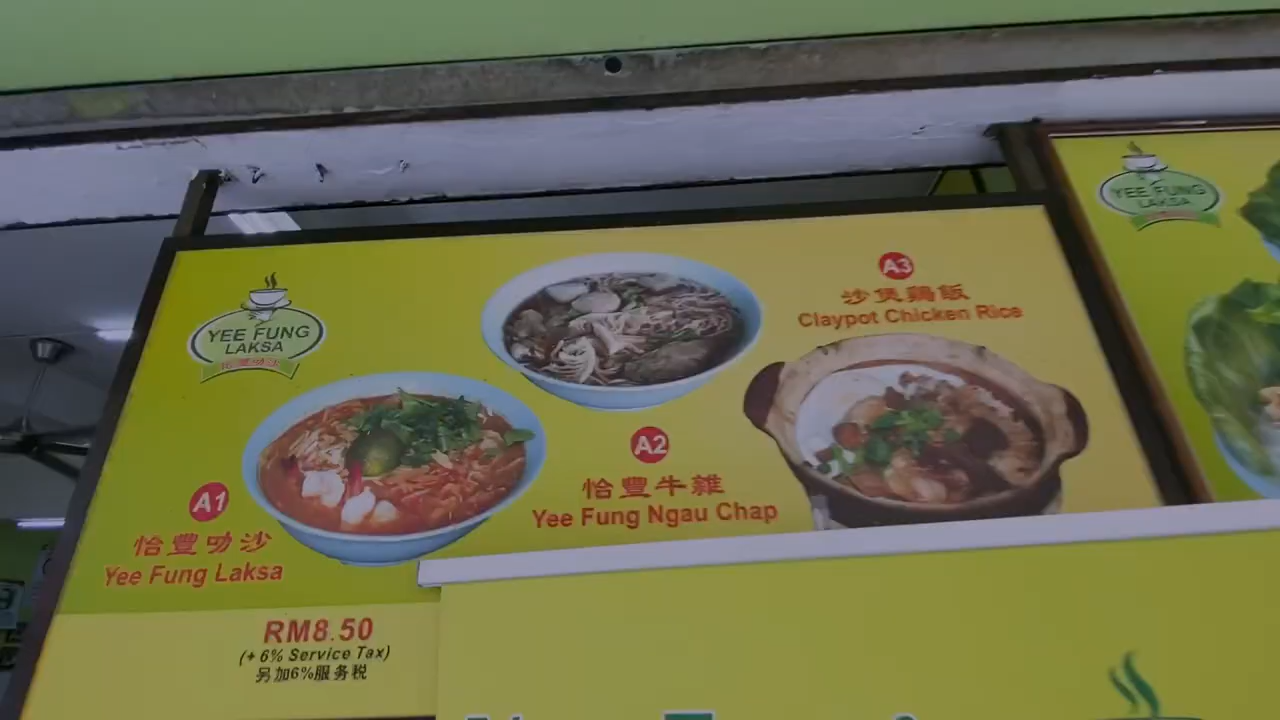 YEE FUNG
LAKSA
A1
怡豐叻沙
Yee Fung Laksa
RM8.50
(+ 6% Service Tax)
另加6%服务税
A2
怡豐牛雜
Yee Fung Ngau Chap
A3
沙煲鶏飯
Claypot Chicken Rice
YEE FUNG
LAKSA